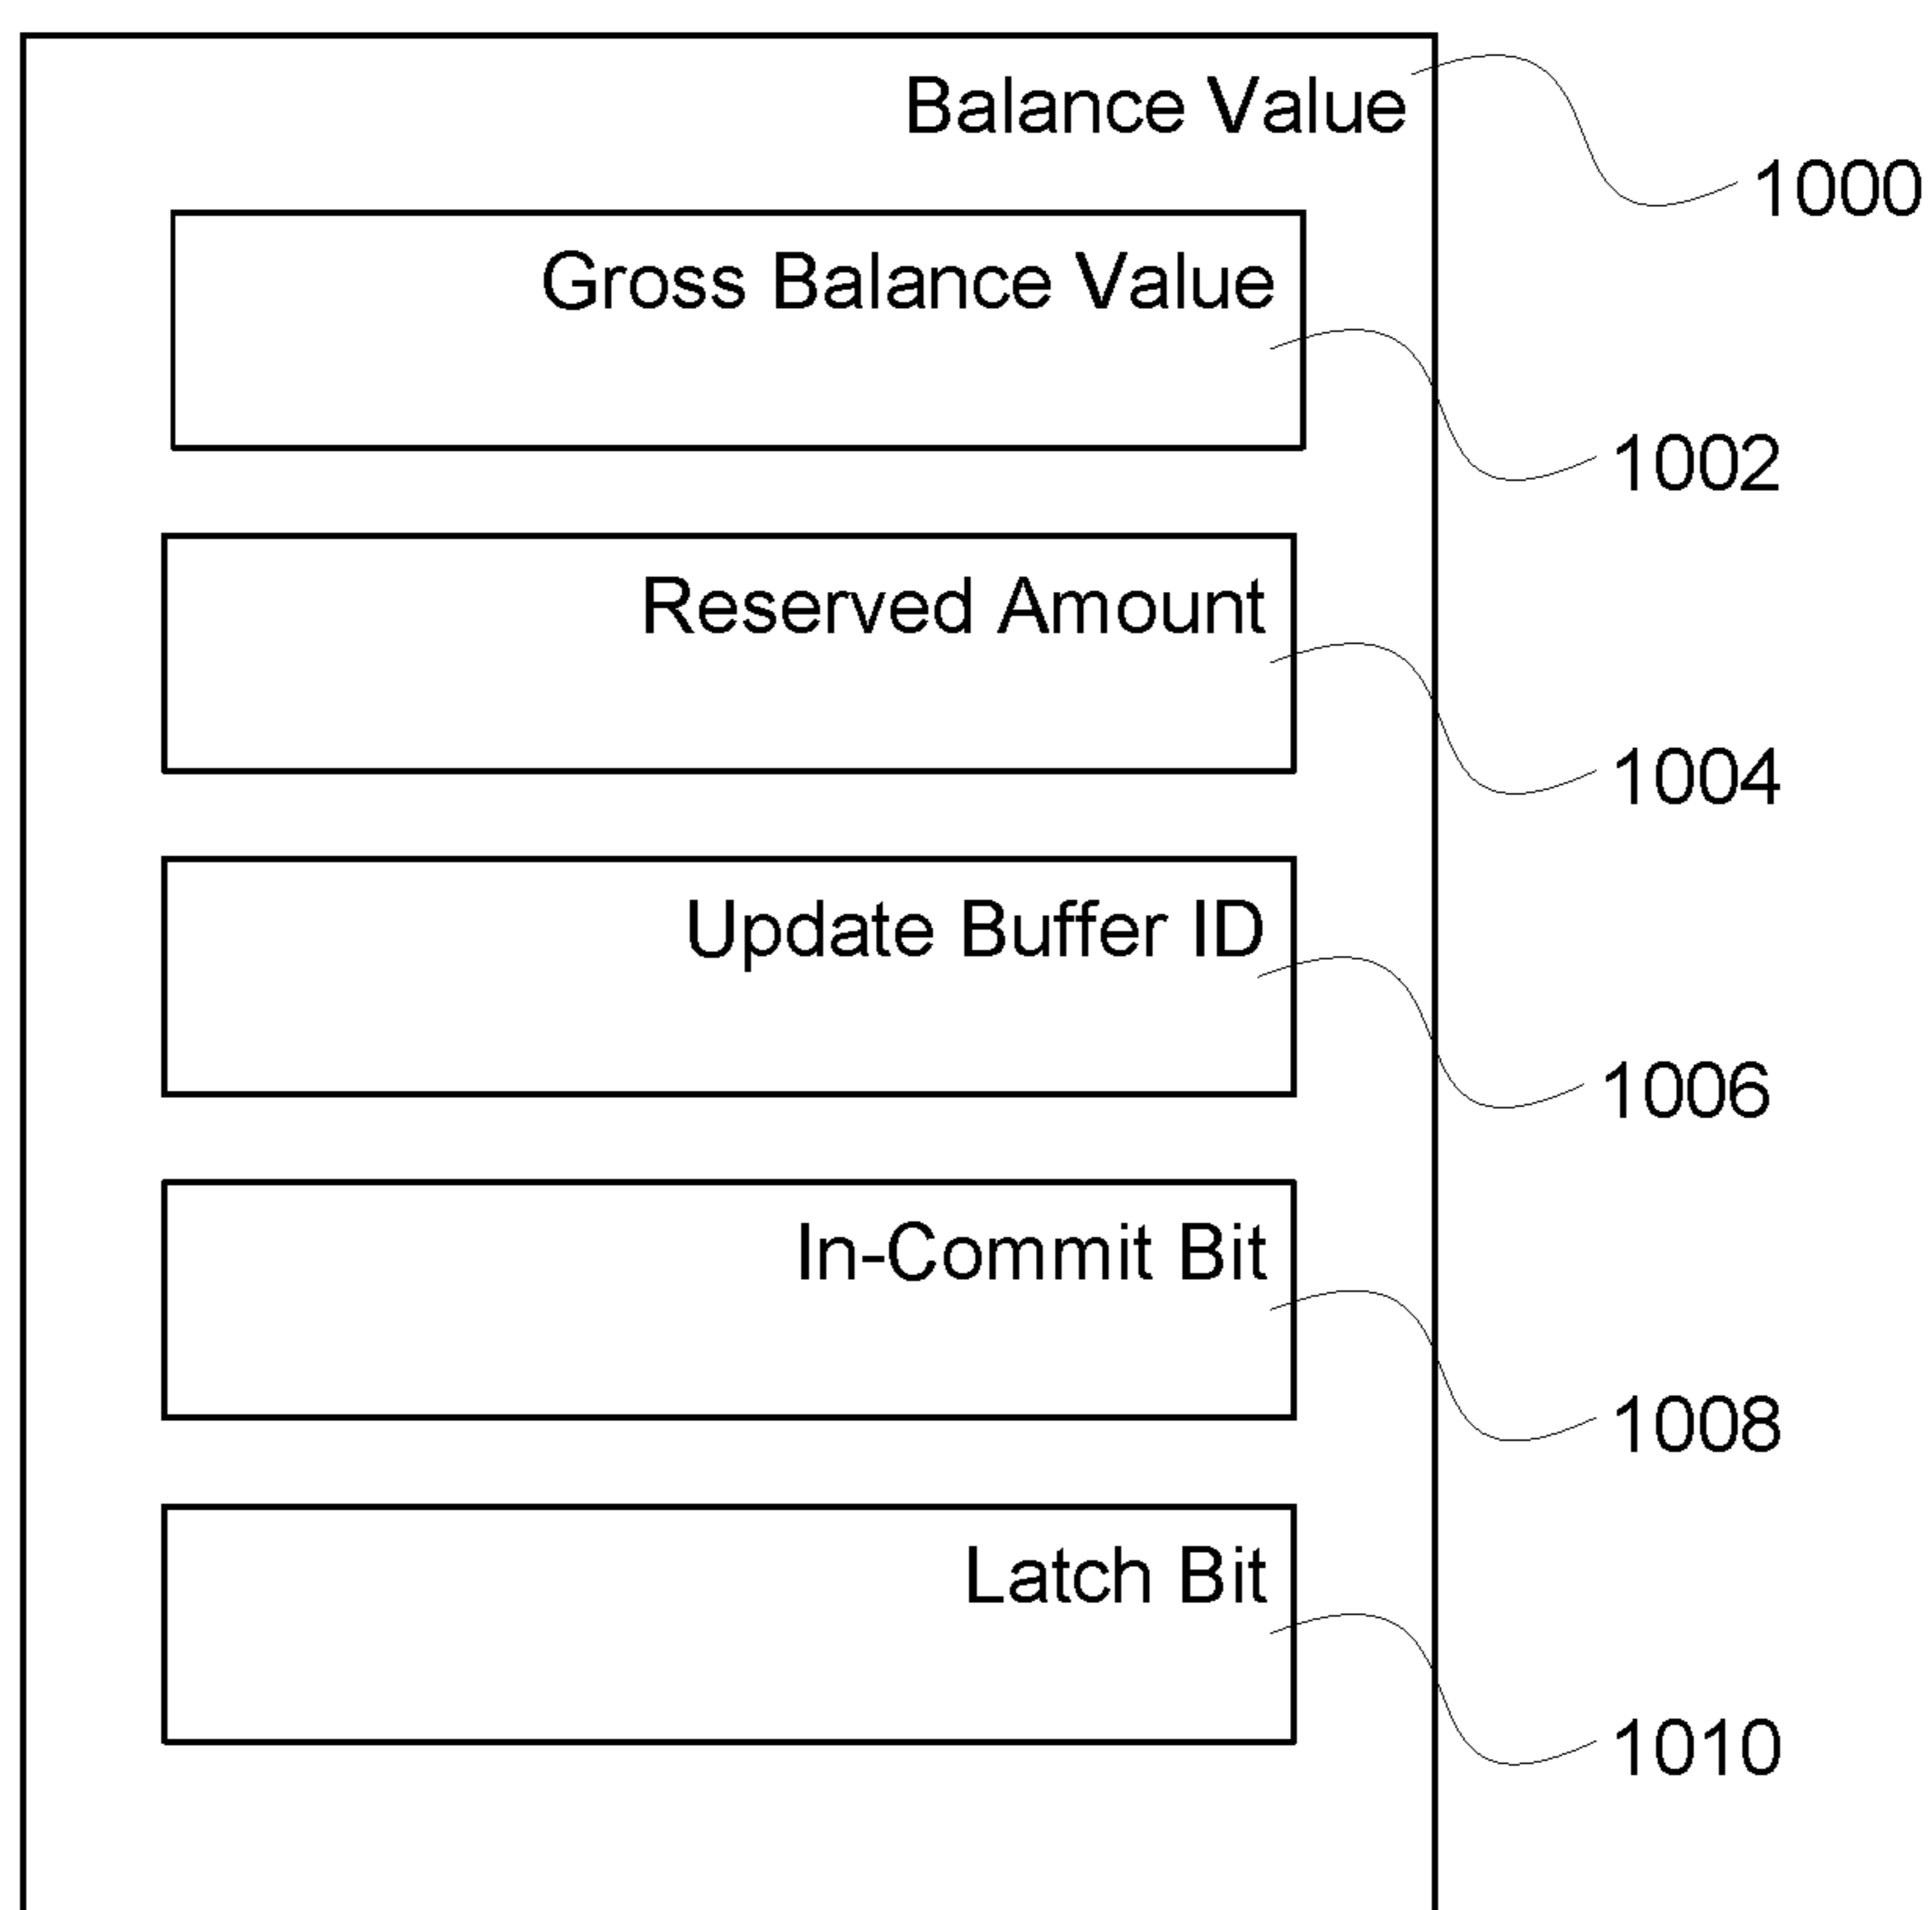 Balance Value
1000
Gross Balance Value
1002
Reserved Amount
1004
Update Buffer ID
1006
In-Commit Bit
1008
Latch Bit
1010